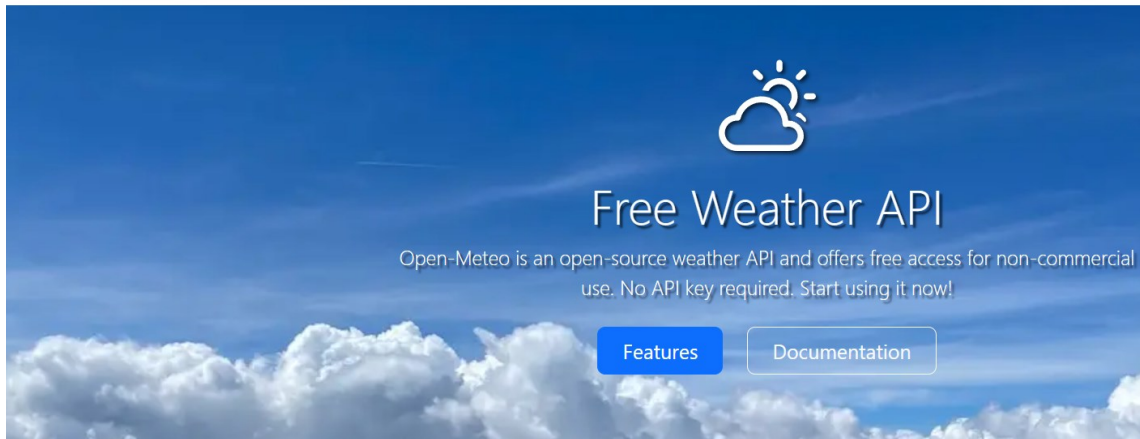 Free Weather API
Open-Meteo is an open-source weather API and offers free access for non-commercial
use. No API key required. Start using it now!
Features
Documentation